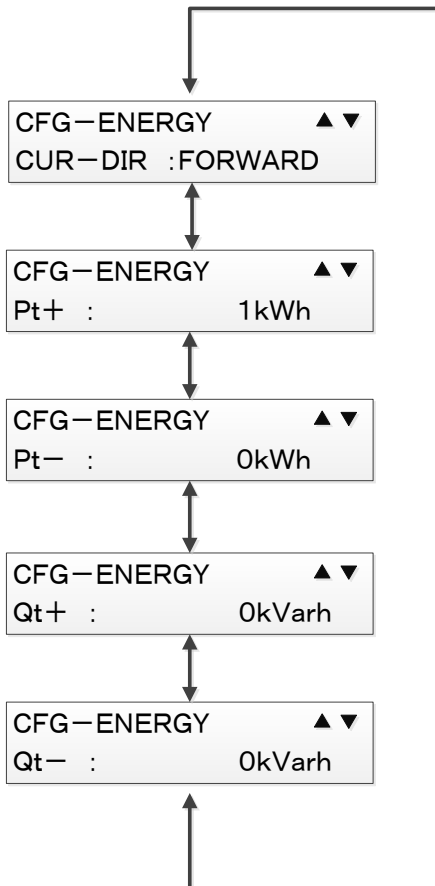 CFG－ENERGY ▲ ▼
CUR－DIR :FORWARD
CFG－ENERGY ▲ ▼
Pt＋ : 1kWh
CFG－ENERGY ▲ ▼
Pt－ : 0kWh
CFG－ENERGY ▲ ▼
Qt＋ : 0kVarh
CFG－ENERGY ▲ ▼
Qt－ : 0kVarh